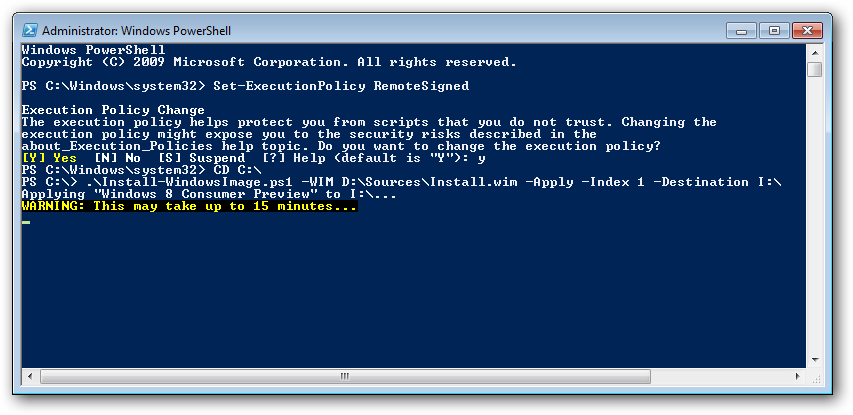 Administrator: Windows PowerShell
Windows PowerShell
Copyright (C) 2009 Microsoft Corporation. All rights reserved.
PS C:\Windows\system32> Set-ExecutionPolicy RemoteSigned
Execution Policy Change
The execution policy helps protect you from scripts that you do not trust. Changing the
execution policy might expose you to the security risks described in the
about_Execution_Policies help topic. Do you want to change the execution policy?
[Y] Yes  [N] No  [S] Suspend  [?] Help (default is "Y"): y
PS C:\Windows\system32> CD C:\
PS C:\> .\Install-WindowsImage.ps1 -WIM D:\Sources\Install.wim -Apply -Index 1 -Destination I:\
Applying "Windows 8 Consumer Preview" to I:\...
WARNING: This may take up to 15 minutes...